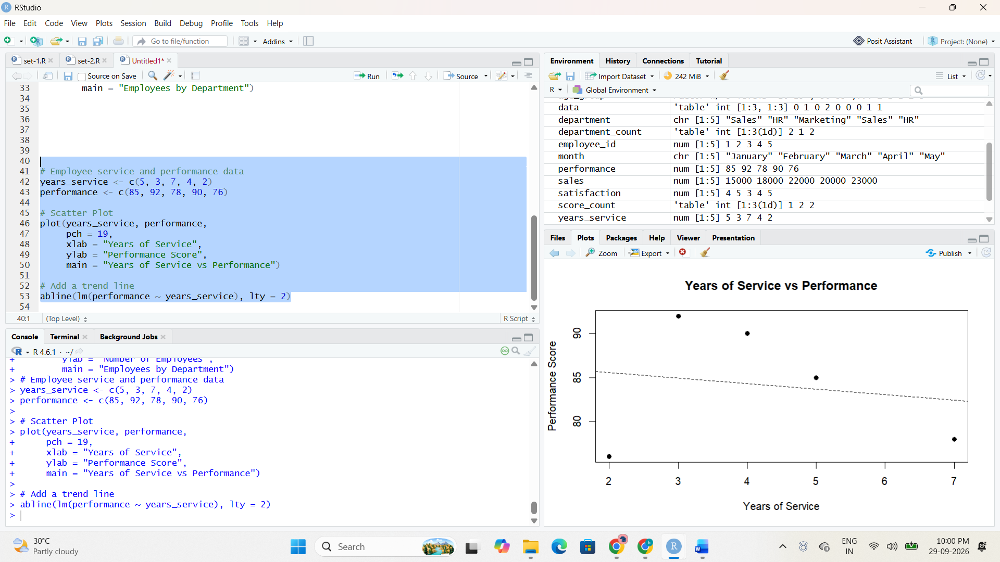 RStudio
File Edit Code View Plots Session Build Debug Profile Tools Help
Go to file/function Addins Posit Assistant Project: (None)
set-1.R set-2.R Untitled1*
Source on Save Run Source
33 main = "Employees by Department")
34
35
36
37
38
39
40
41 # Employee service and performance data
42 years_service <- c(5, 3, 7, 4, 2)
43 performance <- c(85, 92, 78, 90, 76)
44
45 # Scatter Plot
46 plot(years_service, performance,
47 pch = 19,
48 xlab = "Years of Service",
49 ylab = "Performance Score",
50 main = "Years of Service vs Performance")
51
52 # Add a trend line
53 abline(lm(performance ~ years_service), lty = 2)
54
40:1 (Top Level) R Script
Console Terminal Background Jobs
R 4.6.1 · ~/
+ ylab = "Number of Employees",
+ main = "Employees by Department")
> # Employee service and performance data
> years_service <- c(5, 3, 7, 4, 2)
> performance <- c(85, 92, 78, 90, 76)
>
> # Scatter Plot
> plot(years_service, performance,
+ pch = 19,
+ xlab = "Years of Service",
+ ylab = "Performance Score",
+ main = "Years of Service vs Performance")
>
> # Add a trend line
> abline(lm(performance ~ years_service), lty = 2)
>
Environment History Connections Tutorial
Import Dataset 242 MiB List
R Global Environment
data 'table' int [1:3, 1:3] 0 1 0 2 0 0 0 1 1
department chr [1:5] "Sales" "HR" "Marketing" "Sales" "HR"
department_count 'table' int [1:3(1d)] 2 1 2
employee_id num [1:5] 1 2 3 4 5
month chr [1:5] "January" "February" "March" "April" "May"
performance num [1:5] 85 92 78 90 76
sales num [1:5] 15000 18000 22000 20000 23000
satisfaction num [1:5] 4 5 3 4 5
score_count 'table' int [1:3(1d)] 1 2 2
years_service num [1:5] 5 3 7 4 2
Files Plots Packages Help Viewer Presentation
Zoom Export Publish
Years of Service vs Performance
Performance Score
90
85
80
2 3 4 5 6 7
Years of Service
30°C
Partly cloudy
Search
ENG
IN
10:00 PM
29-09-2026